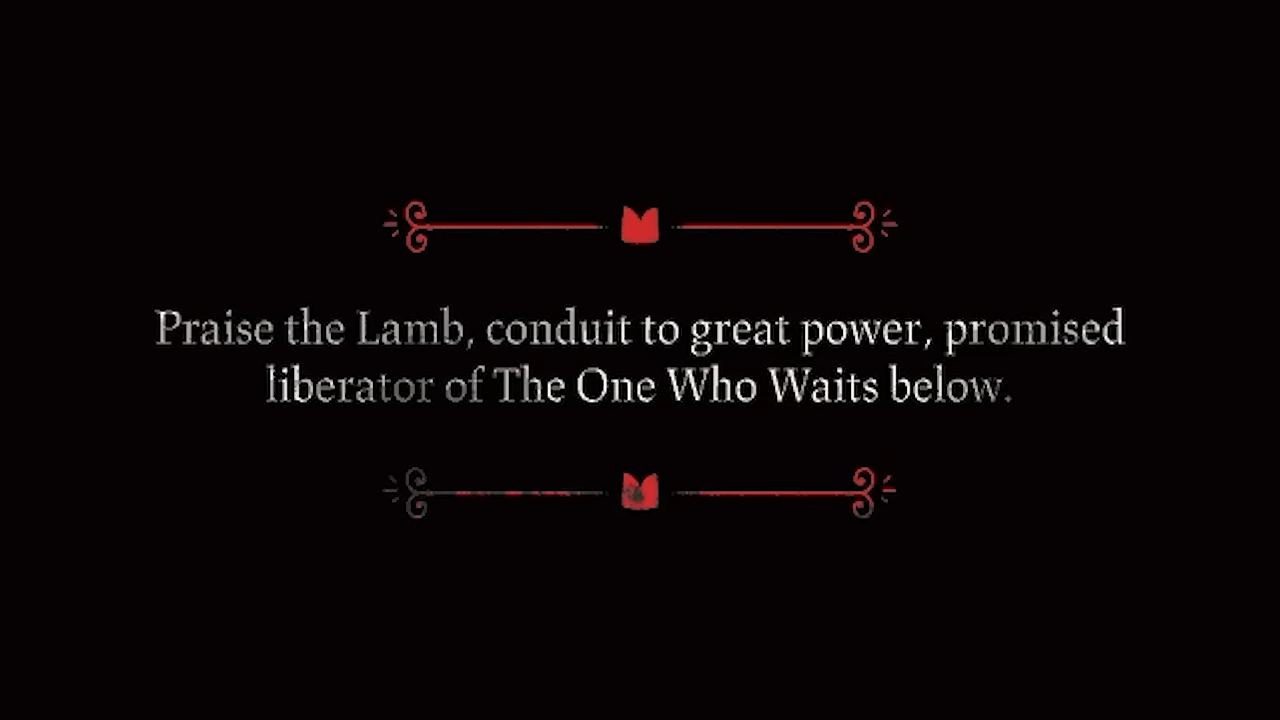 Praise the Lamb, conduit to great power, promised
liberator of The One Who Waits below.